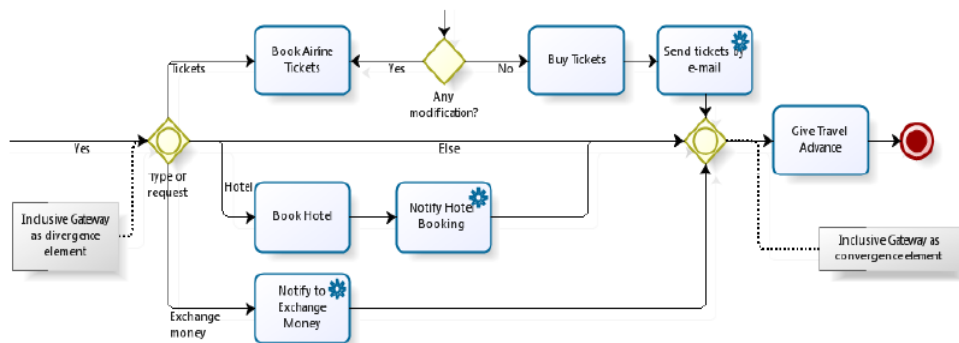 Book Airline
Tickets
Tickets
Yes
Any
modification?
No
Buy Tickets
Send tickets by
e-mail
Yes
Type of
request
Else
Give Travel
Advance
Hotel
Book Hotel
Notify Hotel
Booking
Inclusive Gateway
as divergence
element
Inclusive Gateway as
convergence element
Exchange
money
Notify to
Exchange
Money